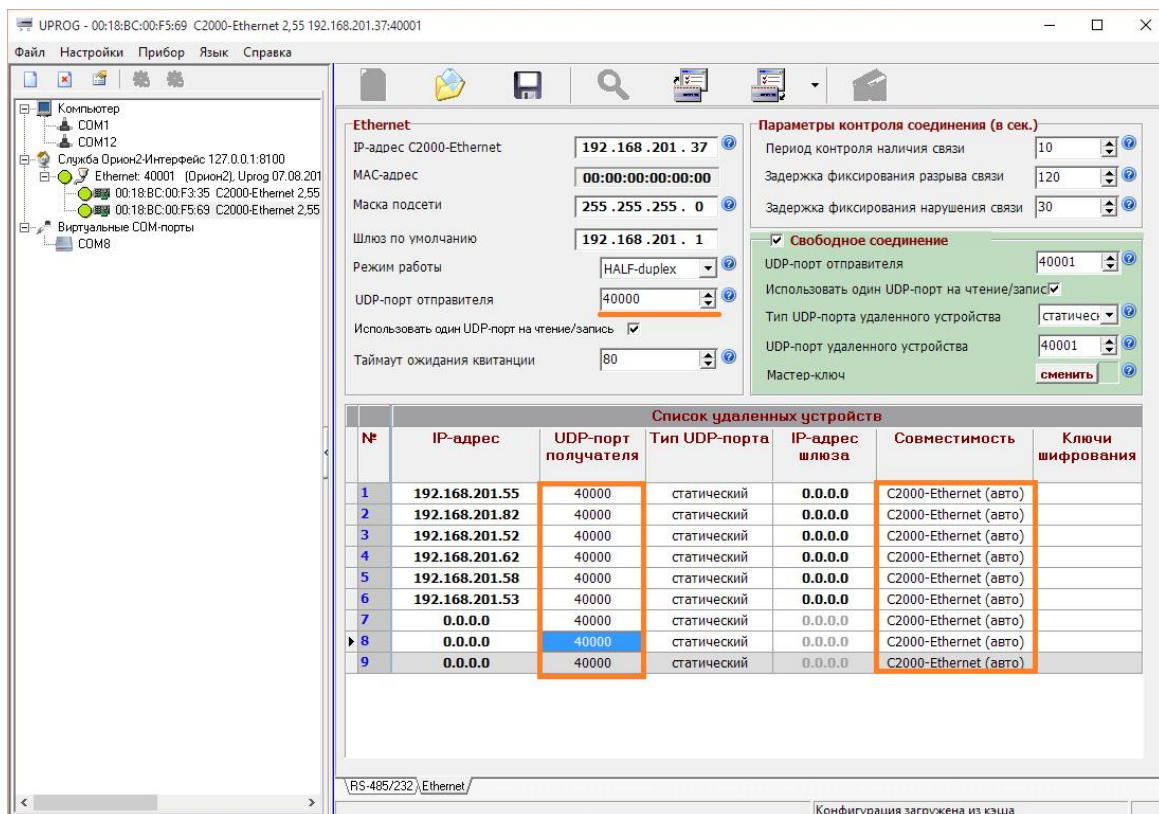 UPROG - 00:18:BC:00:F5:69 C2000-Ethernet 2,55 192.168.201.37:40001
Файл Настройки Прибор Язык Справка
Компьютер
COM1
COM12
Служба Орион2-Интерфейс 127.0.0.1:8100
Ethernet: 40001 (Орион2), Uprog 07.08.201
00:18:BC:00:F3:35 C2000-Ethernet 2,55
00:18:BC:00:F5:69 C2000-Ethernet 2,55
Виртуальные COM-порты
COM8
Ethernet
IP-адрес C2000-Ethernet 192 .168 .201 . 37
MAC-адрес 00:00:00:00:00:00
Маска подсети 255 .255 .255 . 0
Шлюз по умолчанию 192 .168 .201 . 1
Режим работы HALF-duplex
UDP-порт отправителя 40000
Использовать один UDP-порт на чтение/запись
Таймаут ожидания квитанции 80
Параметры контроля соединения (в сек.)
Период контроля наличия связи 10
Задержка фиксирования разрыва связи 120
Задержка фиксирования нарушения связи 30
Свободное соединение
UDP-порт отправителя 40001
Использовать один UDP-порт на чтение/запис
Тип UDP-порта удаленного устройства статичес
UDP-порт удаленного устройства 40001
Мастер-ключ сменить
Список удаленных устройств
№ IP-адрес UDP-порт получателя Тип UDP-порта IP-адрес шлюза Совместимость Ключи шифрования
1 192.168.201.55 40000 статический 0.0.0.0 C2000-Ethernet (авто)
2 192.168.201.82 40000 статический 0.0.0.0 C2000-Ethernet (авто)
3 192.168.201.52 40000 статический 0.0.0.0 C2000-Ethernet (авто)
4 192.168.201.62 40000 статический 0.0.0.0 C2000-Ethernet (авто)
5 192.168.201.58 40000 статический 0.0.0.0 C2000-Ethernet (авто)
6 192.168.201.53 40000 статический 0.0.0.0 C2000-Ethernet (авто)
7 0.0.0.0 40000 статический 0.0.0.0 C2000-Ethernet (авто)
8 0.0.0.0 40000 статический 0.0.0.0 C2000-Ethernet (авто)
9 0.0.0.0 40000 статический 0.0.0.0 C2000-Ethernet (авто)
RS-485/232 Ethernet
Конфигурация загружена из кэша